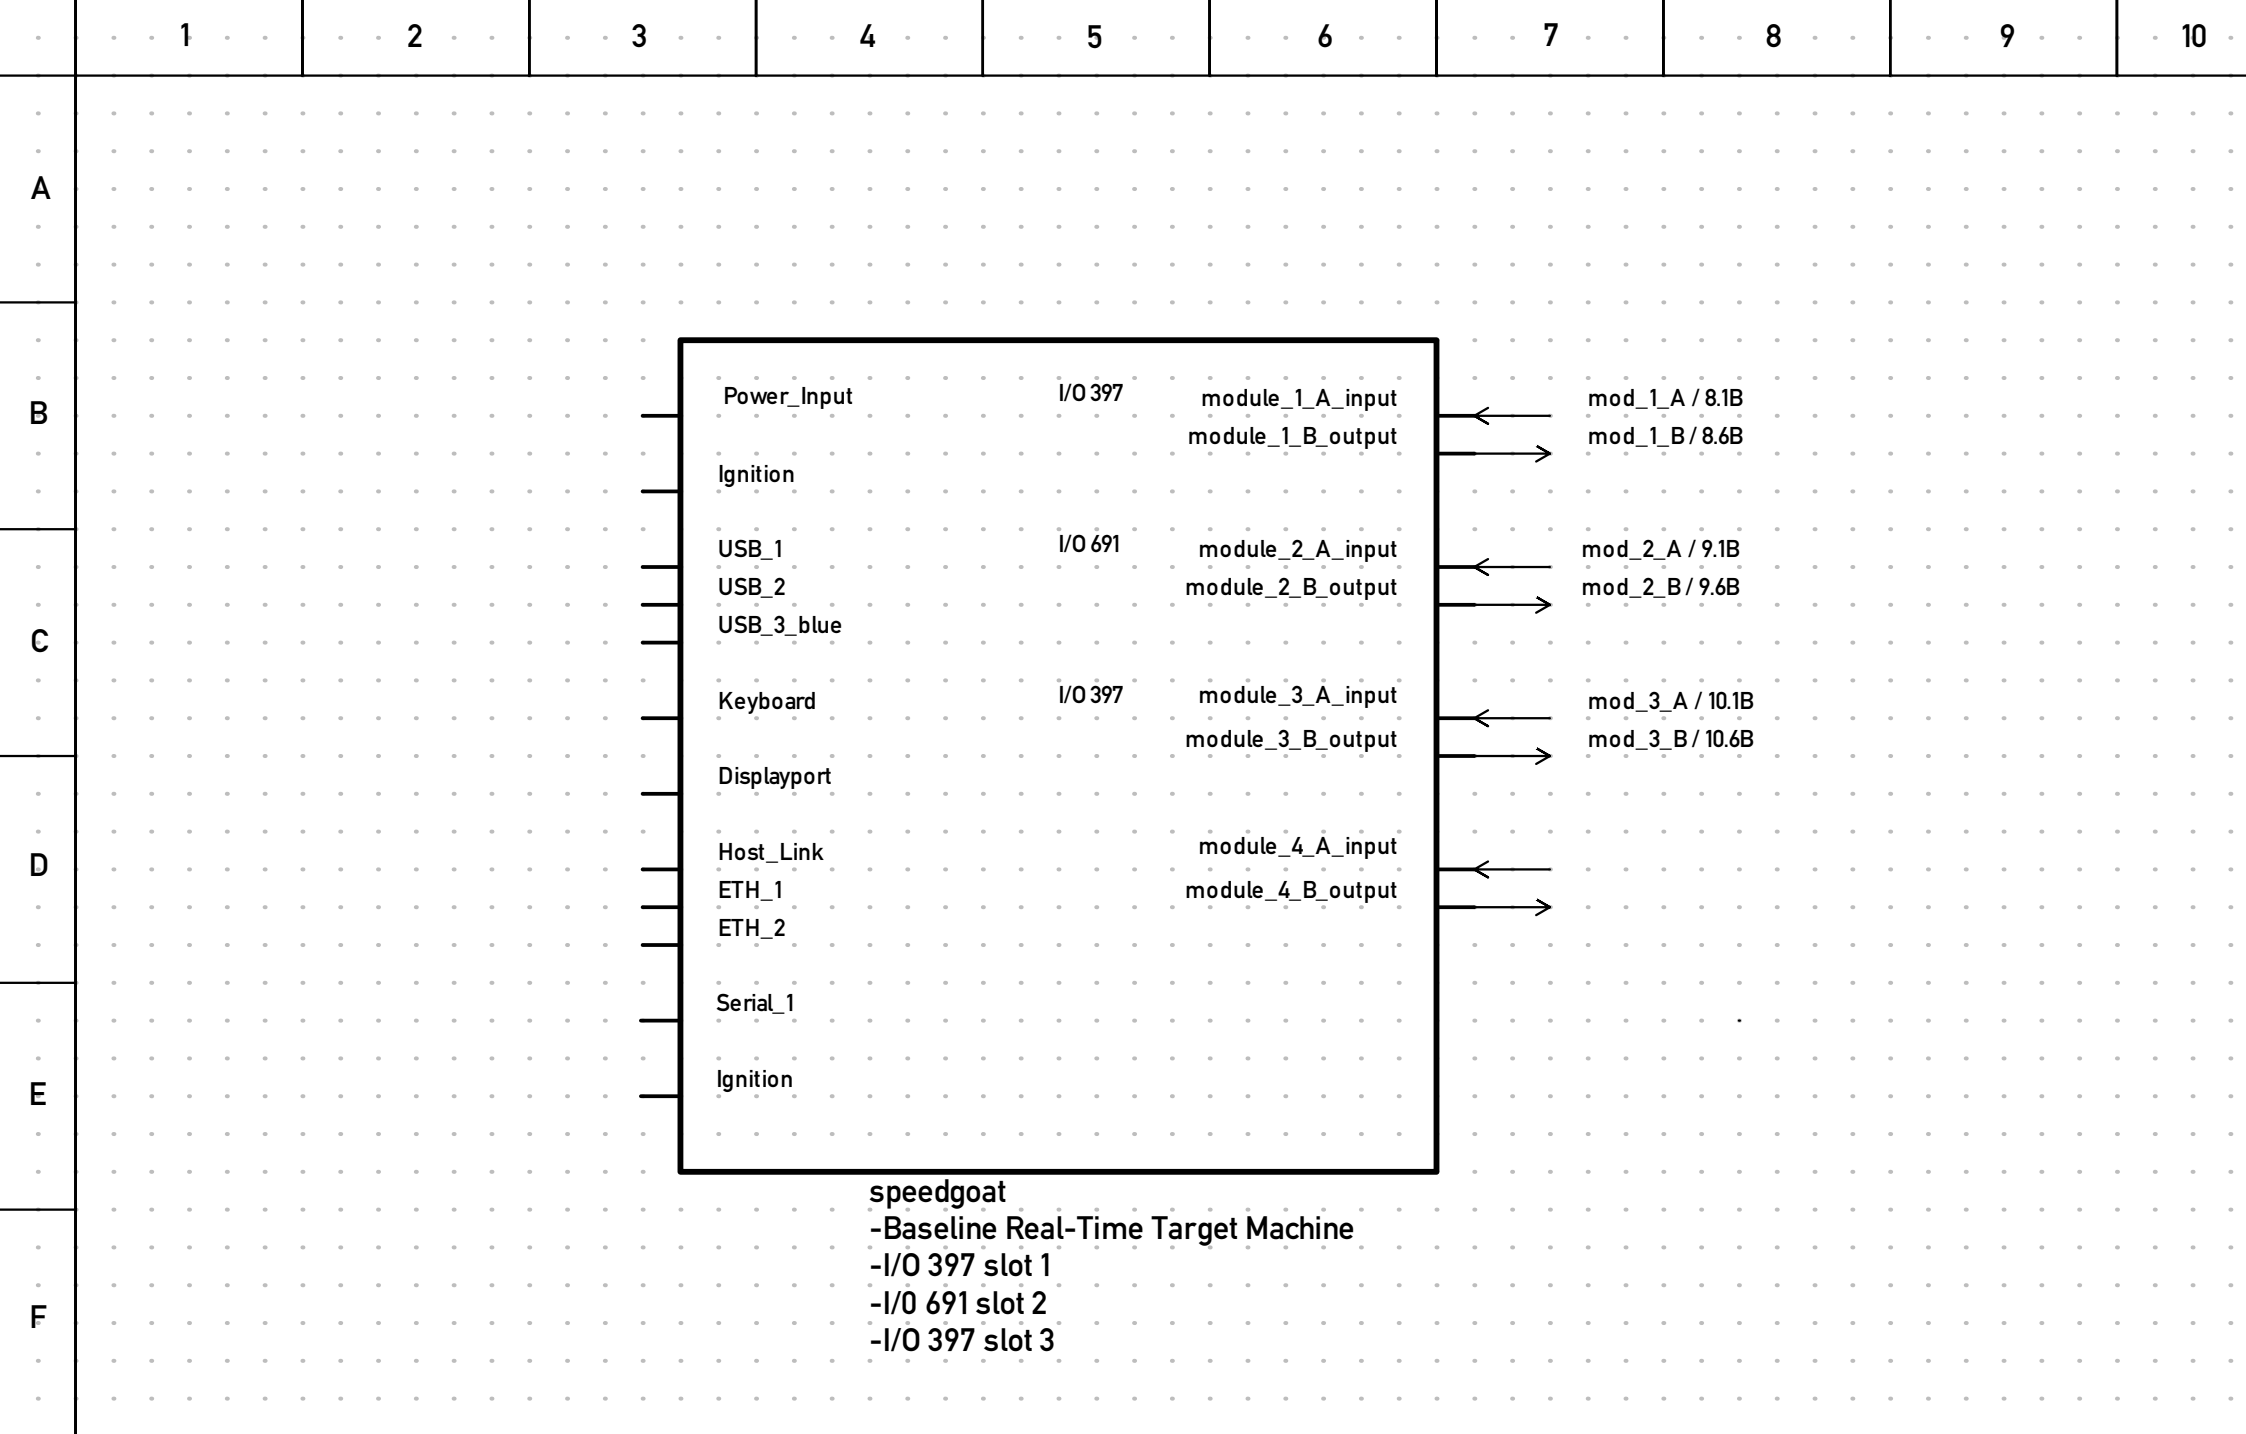 1 2 3 4 5 6 7 8 9 10
A
B
C
D
E
F
Power_Input
Ignition
USB_1
USB_2
USB_3_blue
Keyboard
Displayport
Host_Link
ETH_1
ETH_2
Serial_1
Ignition
I/O 397
I/O 691
I/O 397
module_1_A_input
module_1_B_output
module_2_A_input
module_2_B_output
module_3_A_input
module_3_B_output
module_4_A_input
module_4_B_output
mod_1_A / 8.1B
mod_1_B / 8.6B
mod_2_A / 9.1B
mod_2_B / 9.6B
mod_3_A / 10.1B
mod_3_B / 10.6B
speedgoat
-Baseline Real-Time Target Machine
-I/O 397 slot 1
-I/0 691 slot 2
-I/O 397 slot 3